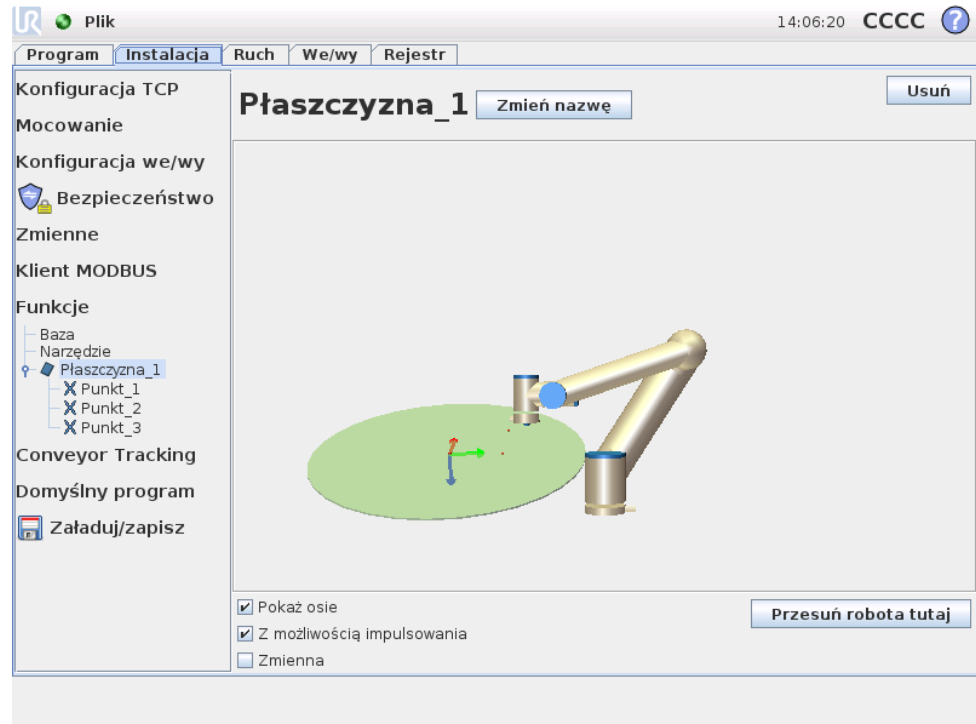 UR Plik 14:06:20 CCCC ?
Program Instalacja Ruch We/wy Rejestr
Konfiguracja TCP
Mocowanie
Konfiguracja we/wy
Bezpieczeństwo
Zmienne
Klient MODBUS
Funkcje
Baza
Narzędzie
Płaszczyzna_1
Punkt_1
Punkt_2
Punkt_3
Conveyor Tracking
Domyślny program
Załaduj/zapisz
Płaszczyzna_1 Zmień nazwę Usuń
Pokaż osie
Z możliwością impulsowania
Zmienna
Przesuń robota tutaj